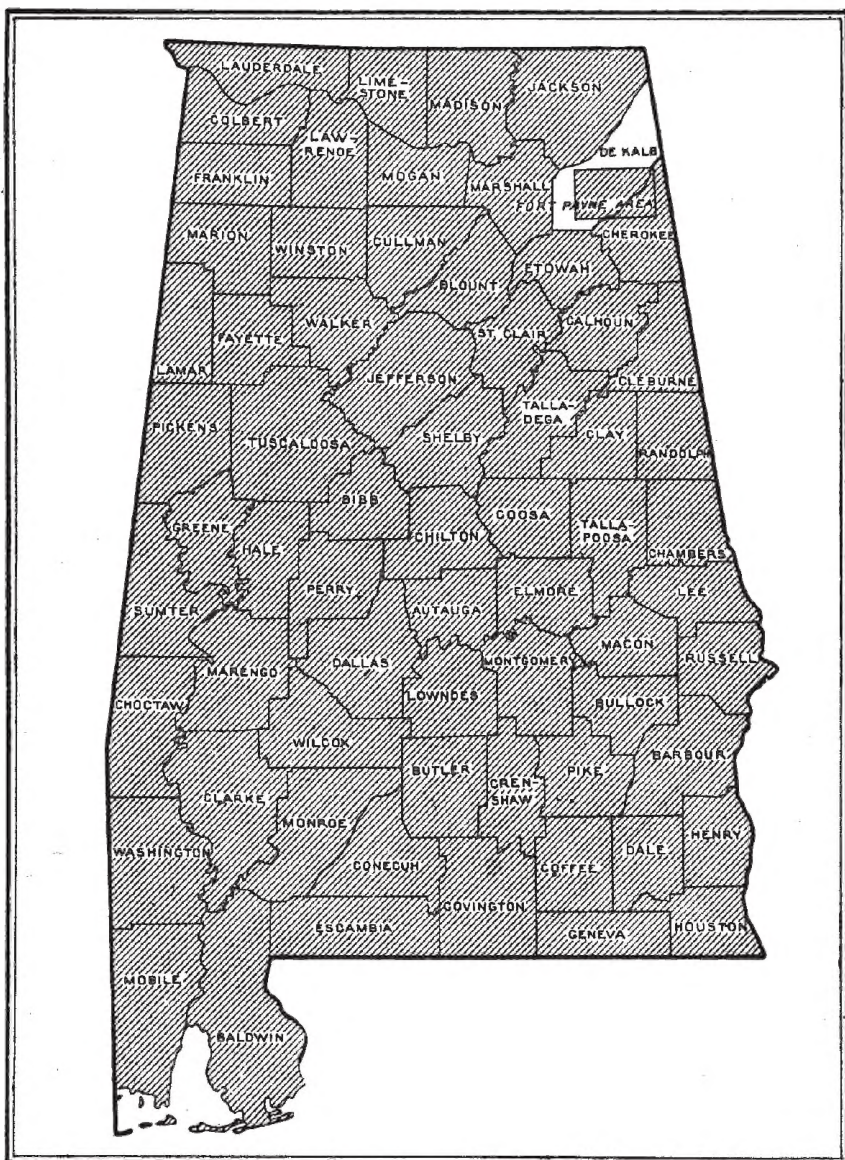 LAUDERDALE
LIME-
STONE
MADISON
JACKSON
COLBERT
LAW-
RENCE
DE KALB
FRANKLIN
MOGAN
MARSHALL
FORT PAYNE AREA
MARION
WINSTON
CULLMAN
CHEROKEE
ETOWAH
BLOUNT
WALKER
ST. CLAIR
CALHOUN
FAYETTE
LAMAR
JEFFERSON
CLEBURNE
PICKENS
TALLA-
DEGA
TUSCALOOSA
SHELBY
CLAY
RANDOLPH
BIBB
GREENE
HALE
CHILTON
COOSA
TALLA-
POOSA
CHAMBERS
PERRY
ELMORE
LEE
SUMTER
AUTAUGA
MACON
RUSSELL
MARENGO
DALLAS
MONTGOMERY
CHOCTAW
LOWNDES
BULLOCK
WILCOX
BARBOUR
BUTLER
CREN-
SHAW
PIKE
CLARKE
MONROE
HENRY
WASHINGTON
CONECUH
COFFEE
DALE
COVINGTON
ESCAMBIA
GENEVA
HOUSTON
MOBILE
BALDWIN